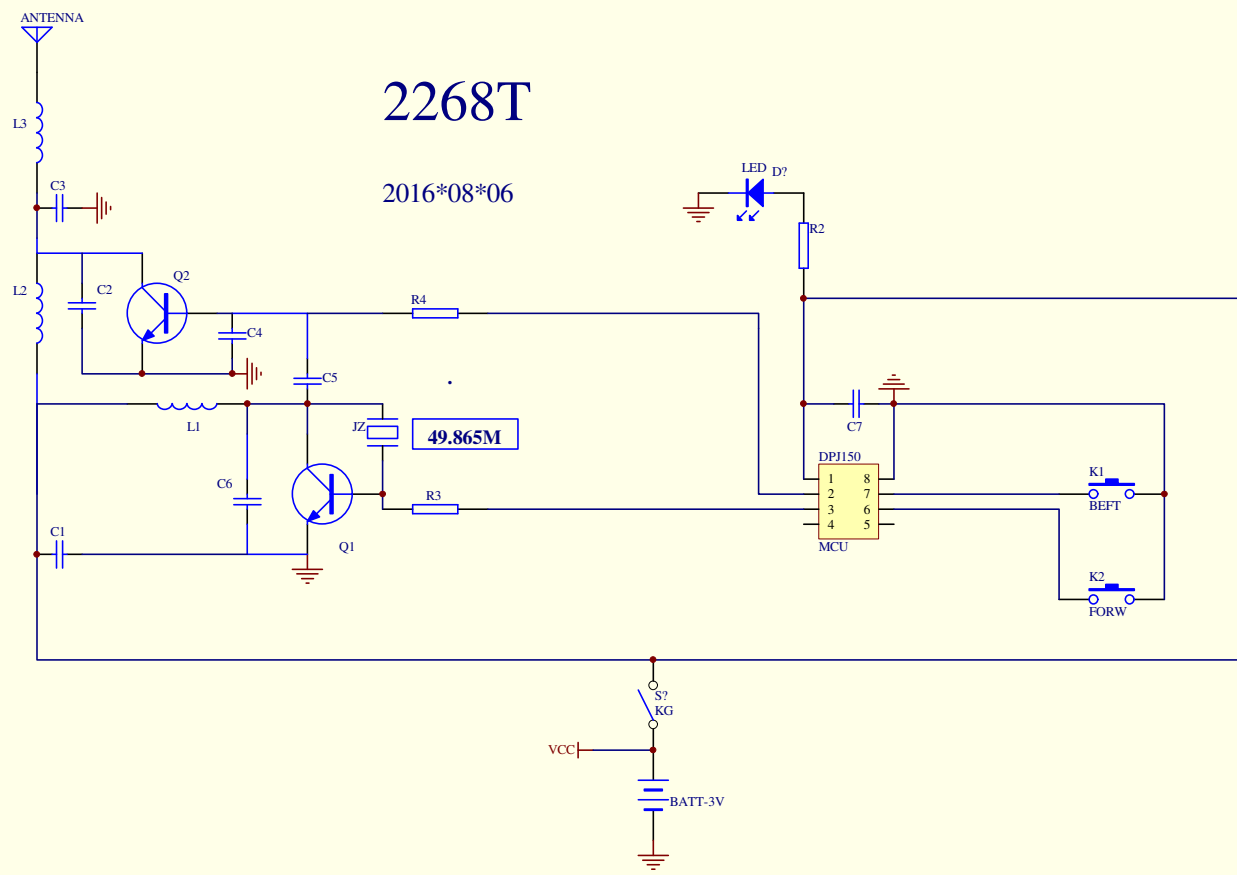 ANTENNA
2268T
L3
LED D?
C3
2016*08*06
R2
Q2
L2
C2
R4
C4
C5
L1
JZ
49.865M
C7
DPJ150
1 8
2 7
3 6
4 5
MCU
K1
BEFT
C6
R3
C1
Q1
K2
FORW
S?
KG
VCC
BATT-3V